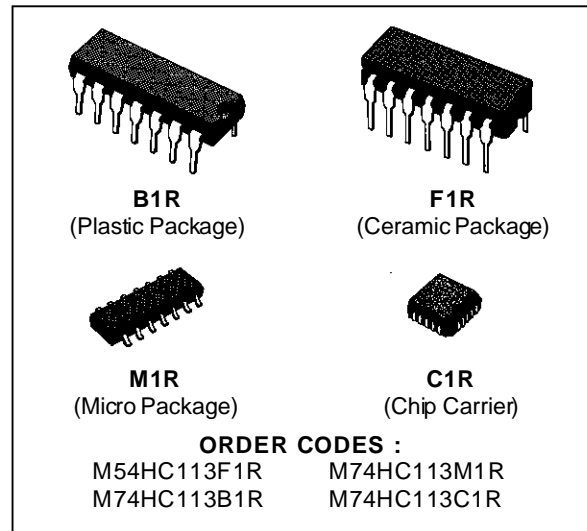 B1R
(Plastic Package)
F1R
(Ceramic Package)
M1R
(Micro Package)
C1R
(Chip Carrier)
ORDER CODES :
M54HC113F1R M74HC113M1R
M74HC113B1R M74HC113C1R